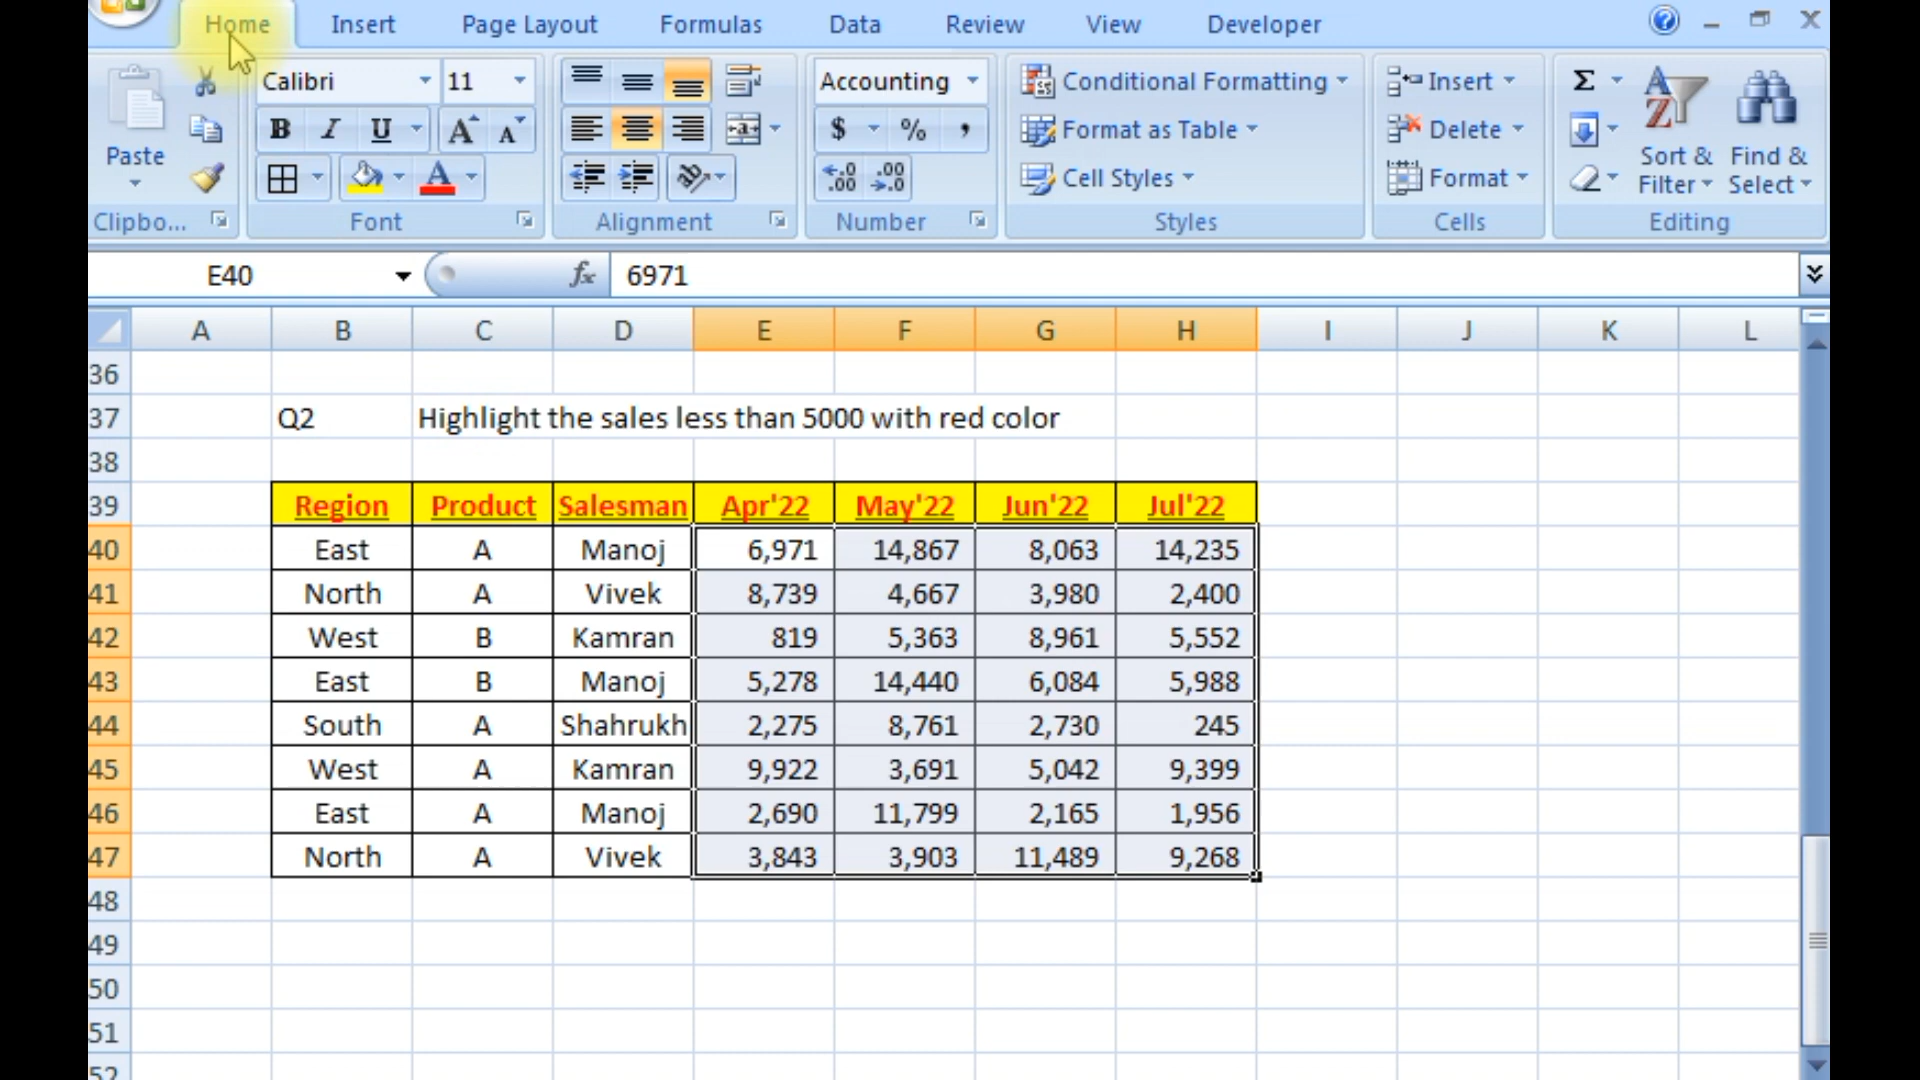 Home Insert Page Layout Formulas Data Review View Developer
Calibri 11 Accounting Conditional Formatting Insert Σ
Paste B I U A A $ % , Format as Table Delete Sort & Filter Find & Select
A Cell Styles Format
Clipbo... Font Alignment Number Styles Cells Editing
E40 fx 6971
A B C D E F G H I J K L
36
37 Q2 Highlight the sales less than 5000 with red color
38
39 Region Product Salesman Apr'22 May'22 Jun'22 Jul'22
40 East A Manoj 6,971 14,867 8,063 14,235
41 North A Vivek 8,739 4,667 3,980 2,400
42 West B Kamran 819 5,363 8,961 5,552
43 East B Manoj 5,278 14,440 6,084 5,988
44 South A Shahrukh 2,275 8,761 2,730 245
45 West A Kamran 9,922 3,691 5,042 9,399
46 East A Manoj 2,690 11,799 2,165 1,956
47 North A Vivek 3,843 3,903 11,489 9,268
48
49
50
51
52